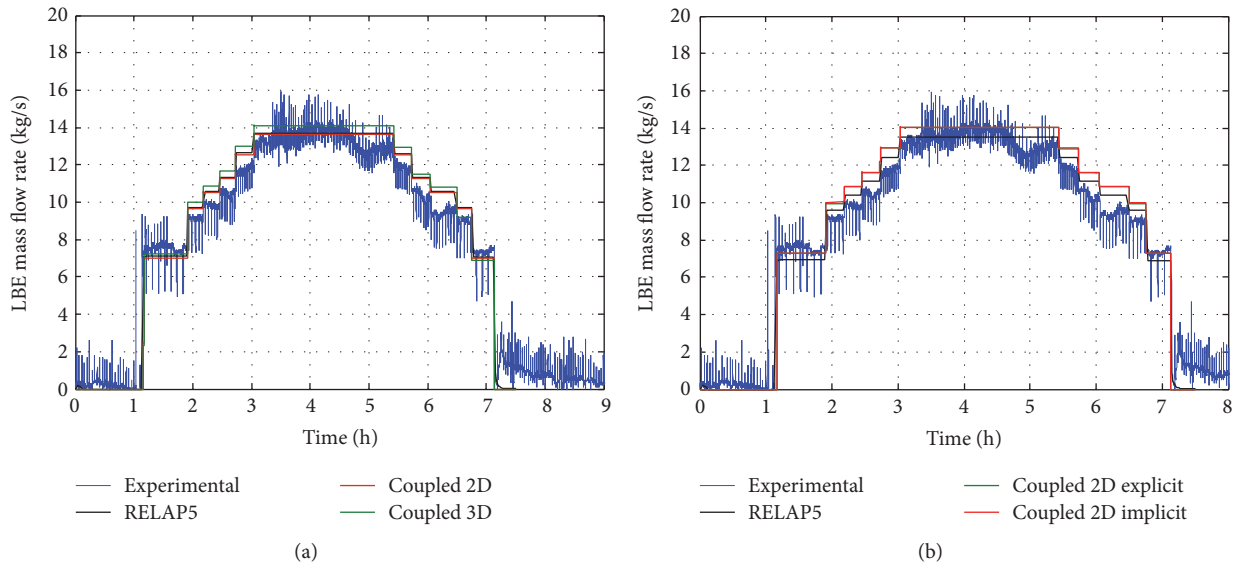 20
18
16
14
12
10
8
6
4
2
0
LBE mass flow rate (kg/s)
0 1 2 3 4 5 6 7 8 9
Time (h)
Experimental
RELAP5
Coupled 2D
Coupled 3D
(a)
20
18
16
14
12
10
8
6
4
2
0
LBE mass flow rate (kg/s)
0 1 2 3 4 5 6 7 8
Time (h)
Experimental
RELAP5
Coupled 2D explicit
Coupled 2D implicit
(b)